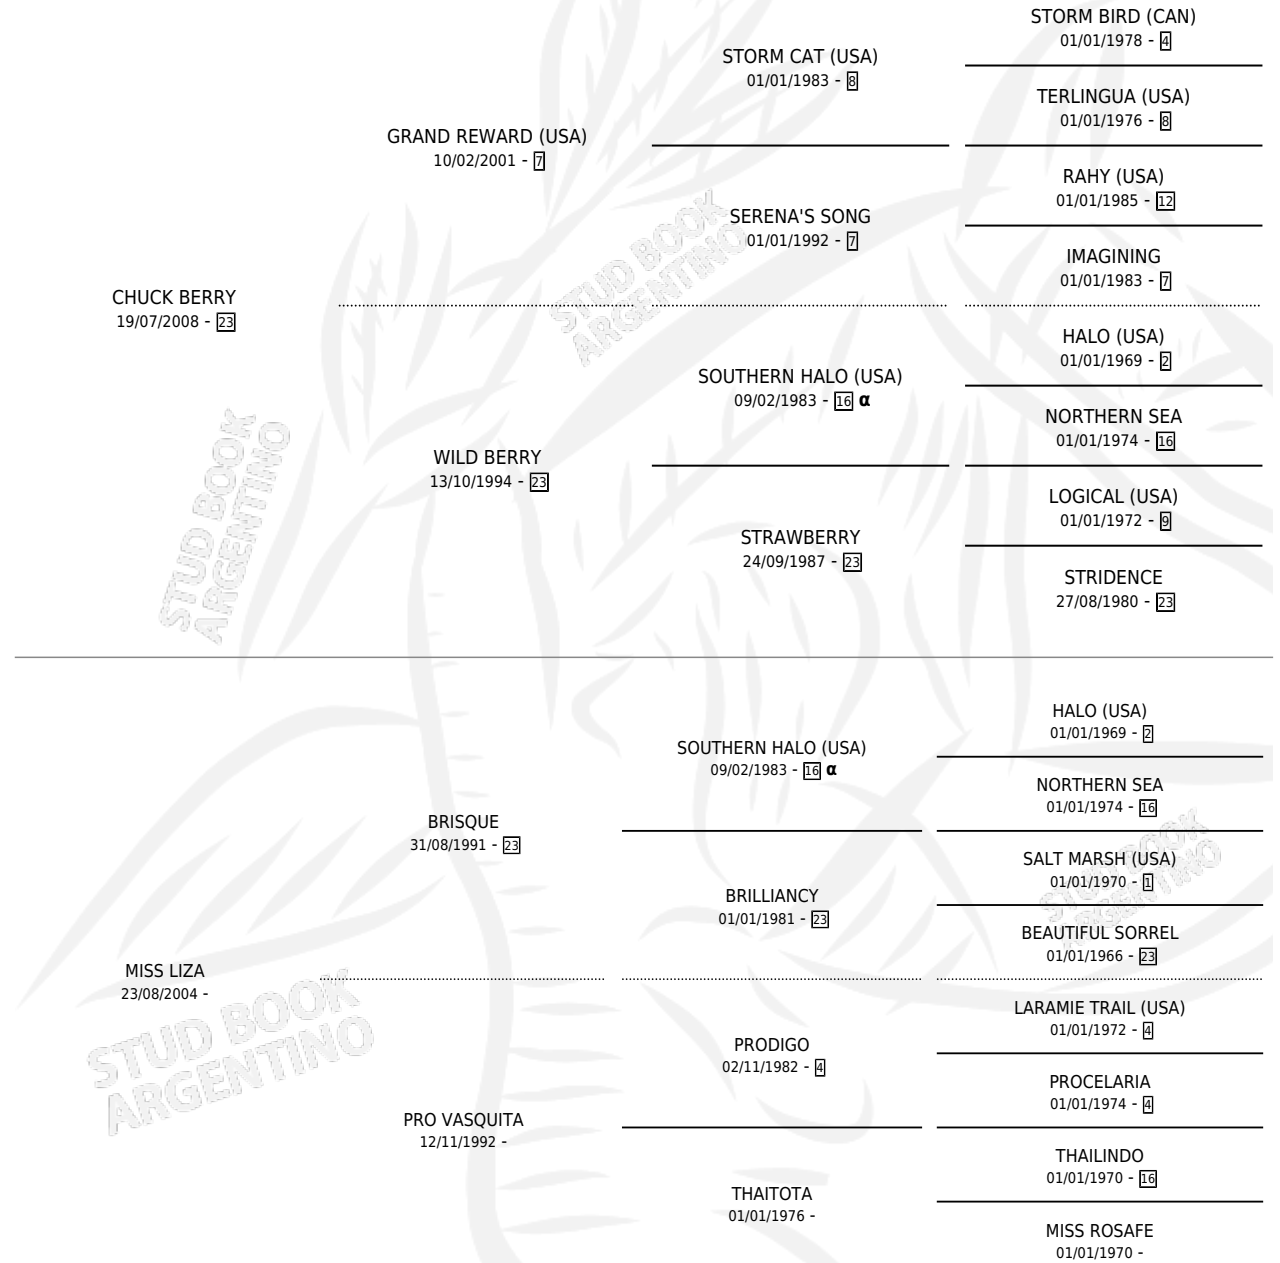 STORM BIRD (CAN)
01/01/1978 - 4
STORM CAT (USA)
01/01/1983 - 8
TERLINGUA (USA)
01/01/1976 - 8
GRAND REWARD (USA)
10/02/2001 - 7
RAHY (USA)
01/01/1985 - 12
SERENA'S SONG
01/01/1992 - 7
IMAGINING
01/01/1983 - 7
CHUCK BERRY
19/07/2008 - 23
HALO (USA)
01/01/1969 - 2
SOUTHERN HALO (USA)
09/02/1983 - 16 α
NORTHERN SEA
01/01/1974 - 16
WILD BERRY
13/10/1994 - 23
LOGICAL (USA)
01/01/1972 - 9
STRAWBERRY
24/09/1987 - 23
STRIDENCE
27/08/1980 - 23
HALO (USA)
01/01/1969 - 2
SOUTHERN HALO (USA)
09/02/1983 - 16 α
NORTHERN SEA
01/01/1974 - 16
BRISQUE
31/08/1991 - 23
SALT MARSH (USA)
01/01/1970 - 1
BRILLIANCY
01/01/1981 - 23
BEAUTIFUL SORREL
01/01/1966 - 23
MISS LIZA
23/08/2004 -
LARAMIE TRAIL (USA)
01/01/1972 - 4
PRODIGO
02/11/1982 - 4
PROCELARIA
01/01/1974 - 4
PRO VASQUITA
12/11/1992 -
THAILINDO
01/01/1970 - 16
THAITOTA
01/01/1976 -
MISS ROSAFE
01/01/1970 -
STUD BOOK
ARGENTINO
STUD BOOK
ARGENTINO
STUD BOOK
ARGENTINO
STUD BOOK
ARGENTINO